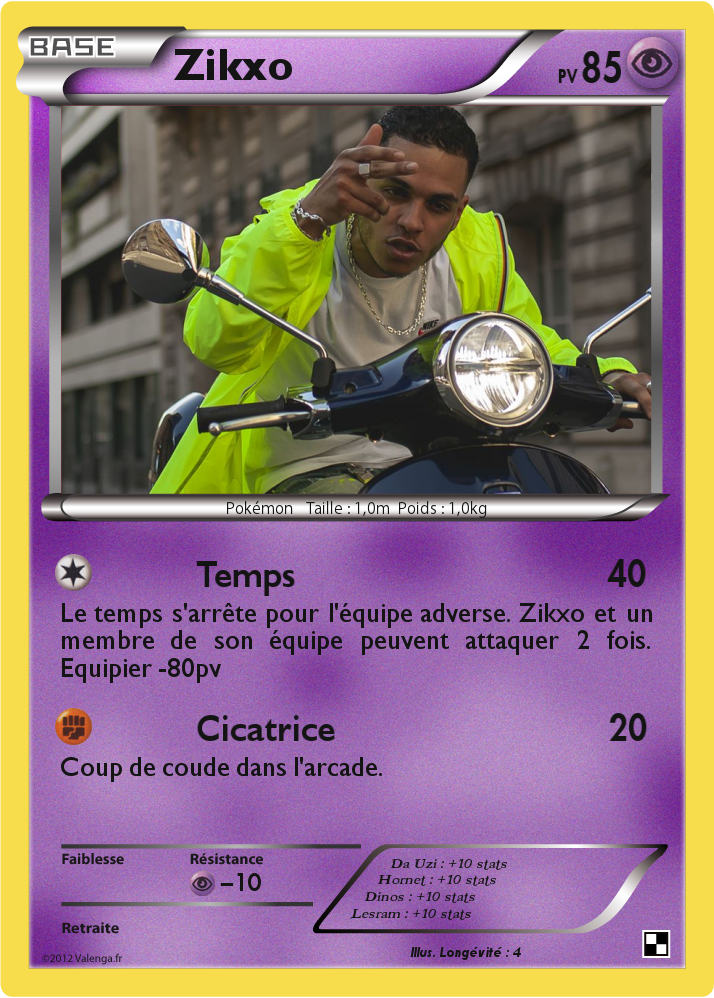 BASE
Zikxo
PV 85
NIKE
Pokémon Taille : 1,0m Poids : 1,0kg
Temps 40
Le temps s'arrête pour l'équipe adverse. Zikxo et un
membre de son équipe peuvent attaquer 2 fois.
Equipier -80pv
Cicatrice 20
Coup de coude dans l'arcade.
Faiblesse Résistance
–10
Retraite
Da Uzi : +10 stats
Hornet : +10 stats
Dinos : +10 stats
Lesram : +10 stats
Illus. Longévité : 4
©2012 Valenga.fr